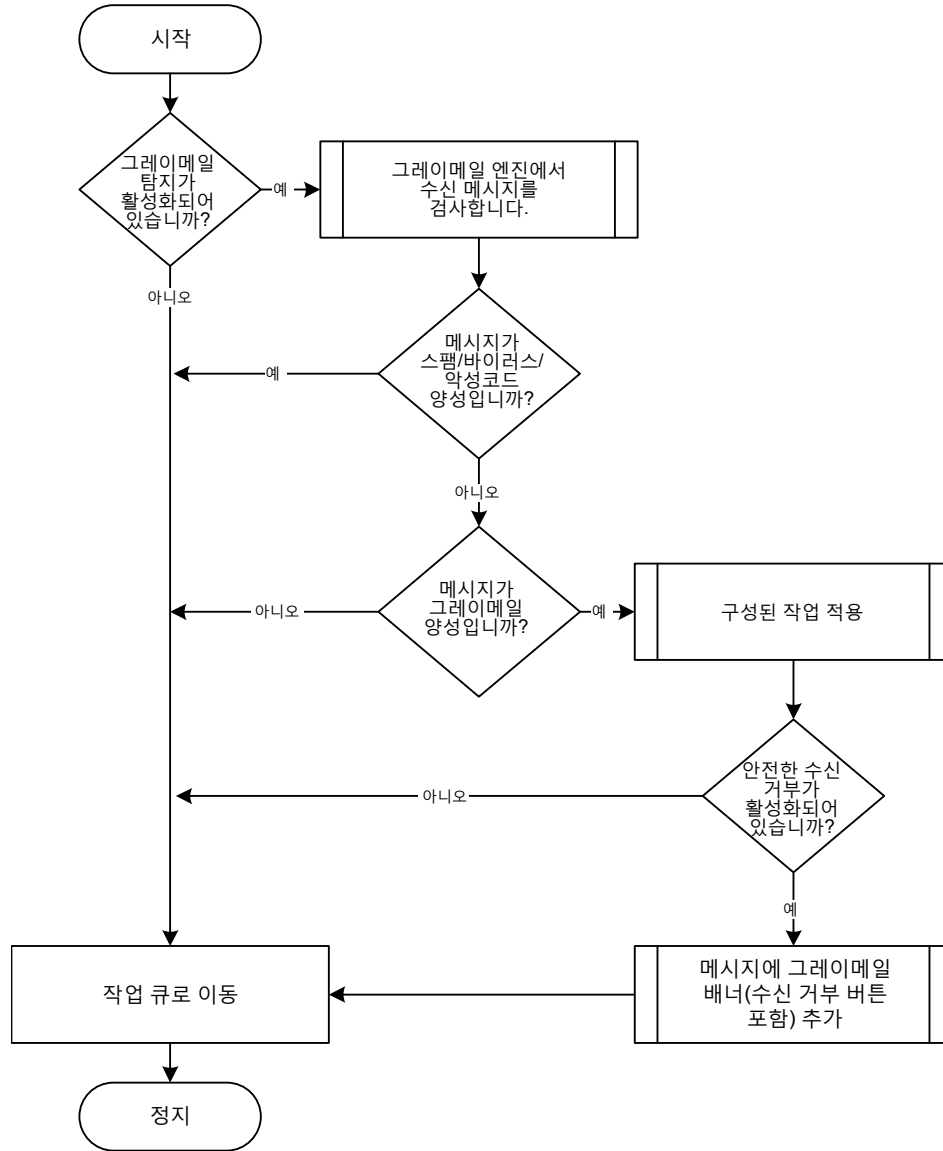 시작
그레이메일
탐지가
활성화되어
있습니까?
예
그레이메일 엔진에서
수신 메시지를
검사합니다.
아니오
메시지가
스팸/바이러스/
악성코드
양성입니까?
예
아니오
메시지가
그레이메일
양성입니까?
아니오
예
구성된 작업 적용
안전한 수신
거부가
활성화되어
있습니까?
아니오
예
작업 큐로 이동
메시지에 그레이메일
배너(수신 거부 버튼
포함) 추가
정지